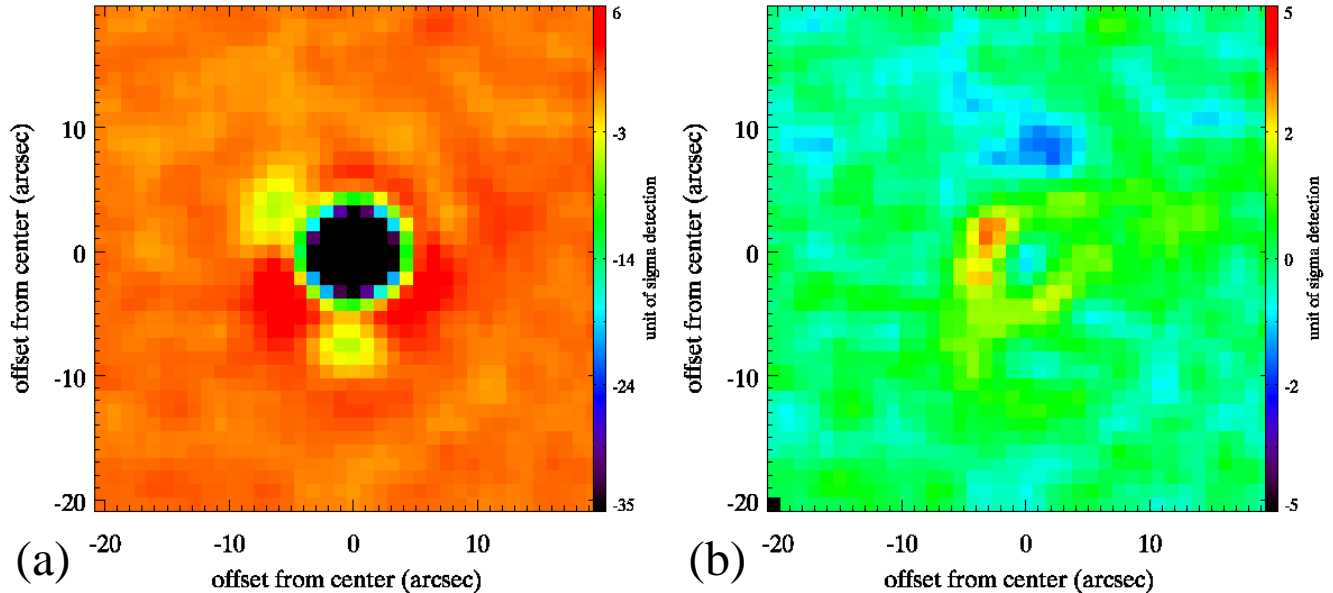 6
-3
-14
-24
-35
unit of sigma detection
10
0
-10
-20
offset from center (arcsec)
-20 -10 0 10
offset from center (arcsec)
(a)
5
2
0
-2
-5
unit of sigma detection
10
0
-10
-20
offset from center (arcsec)
-20 -10 0 10
offset from center (arcsec)
(b)